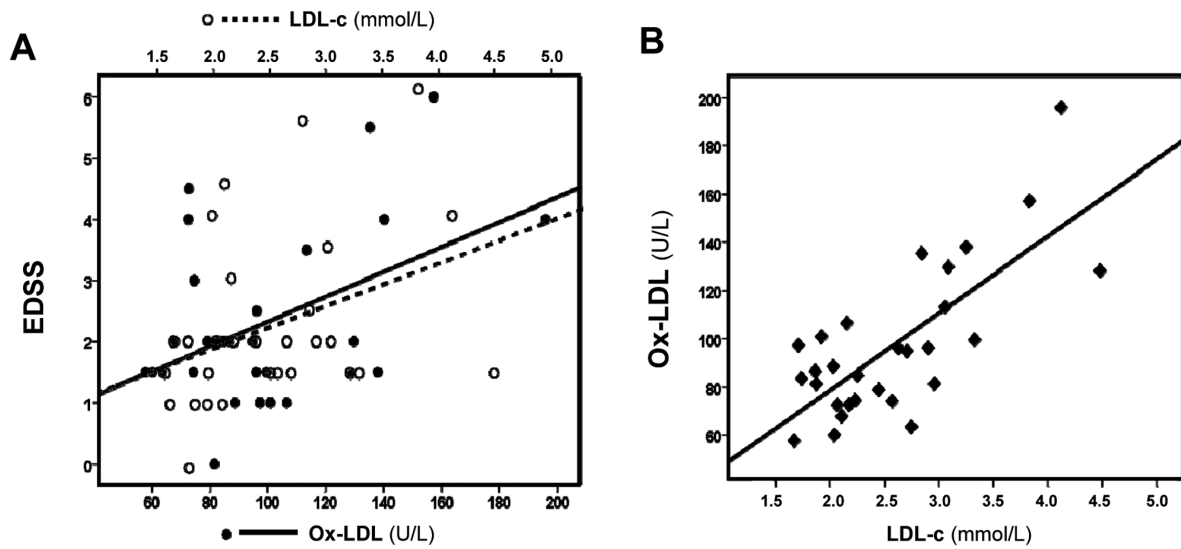 A
LDL-c (mmol/L)
1.5 2.0 2.5 2.8 3.0 3.5 4.0 4.5 5.0
EDSS
6
5
4
3
2
1
0
60 80 100 120 140 160 180 200
Ox-LDL (U/L)
B
Ox-LDL (U/L)
200
180
160
140
120
100
80
60
1.5 2.0 2.5 3.0 3.5 4.0 4.5 5.0
LDL-c (mmol/L)